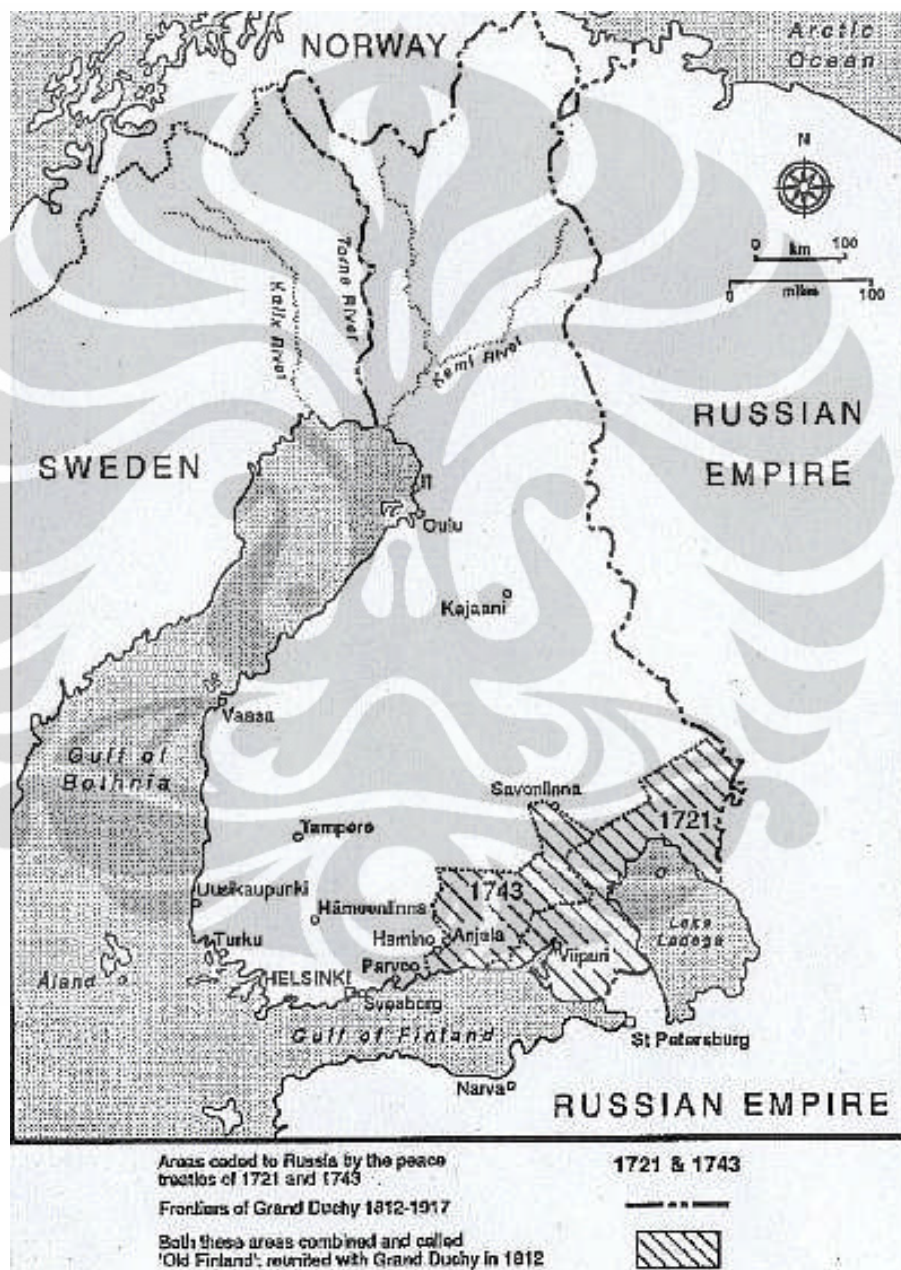 NORWAY
Arctic
Ocean
N
0 km 100
0 miles 100
Torne River
Kalix River
Kemi River
RUSSIAN
EMPIRE
SWEDEN
Oulu
Kajaani
Vaasa
Gulf of
Bothnia
Savonlinna
1721
Tampere
1743
Uusikaupunki
Hämeenlinna
Lake
Ladoga
Hamina
Anjala
Viipuri
Turku
Åland
Porvoo
HELSINKI
Sveaborg
Gulf of Finland
St Petersburg
Narva
RUSSIAN EMPIRE
Areas ceded to Russia by the peace
treaties of 1721 and 1743
1721 & 1743
Frontiers of Grand Duchy 1812-1917
Both these areas combined and called
'Old Finland'; reunited with Grand Duchy in 1812